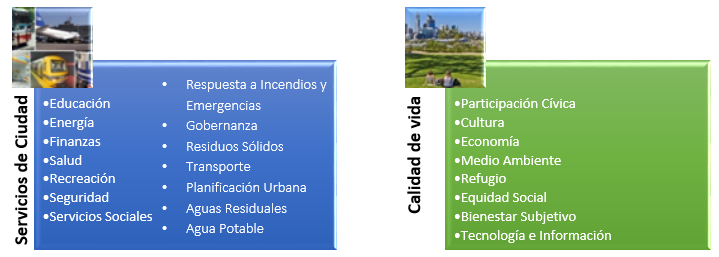 Servicios de Ciudad
•Educación
•Energía
•Finanzas
•Salud
•Recreación
•Seguridad
•Servicios Sociales
• Respuesta a Incendios y
Emergencias
• Gobernanza
• Residuos Sólidos
• Transporte
• Planificación Urbana
• Aguas Residuales
• Agua Potable
Calidad de vida
•Participación Cívica
•Cultura
•Economía
•Medio Ambiente
•Refugio
•Equidad Social
•Bienestar Subjetivo
•Tecnología e Información